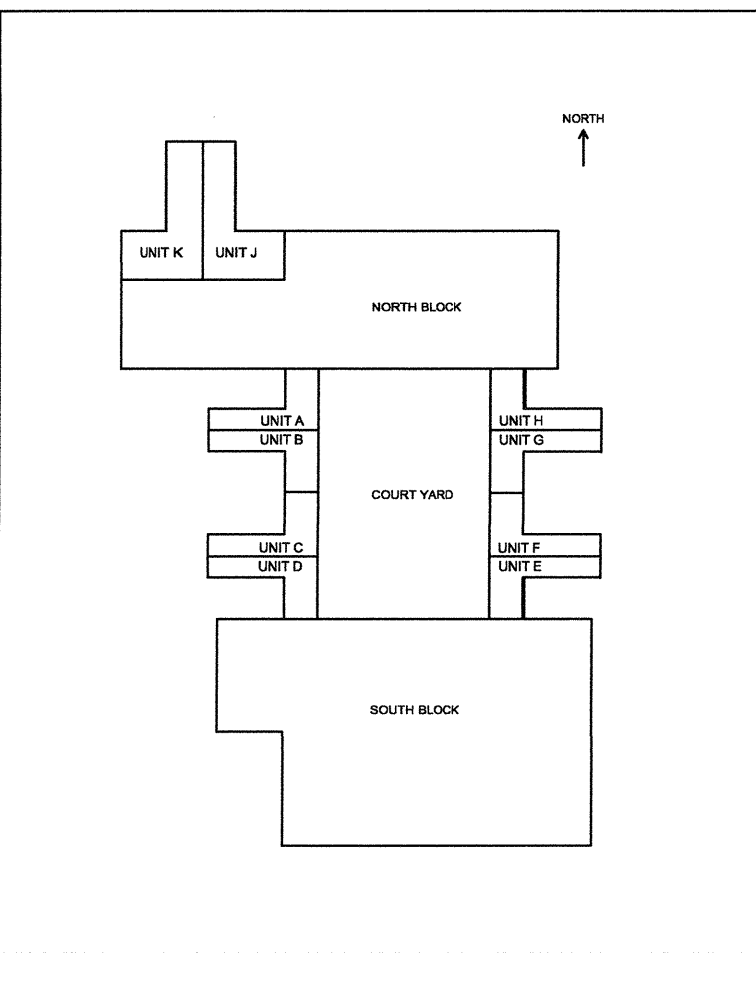 NORTH
UNIT K
UNIT J
NORTH BLOCK
UNIT A
UNIT H
UNIT B
UNIT G
COURT YARD
UNIT C
UNIT F
UNIT D
UNIT E
SOUTH BLOCK